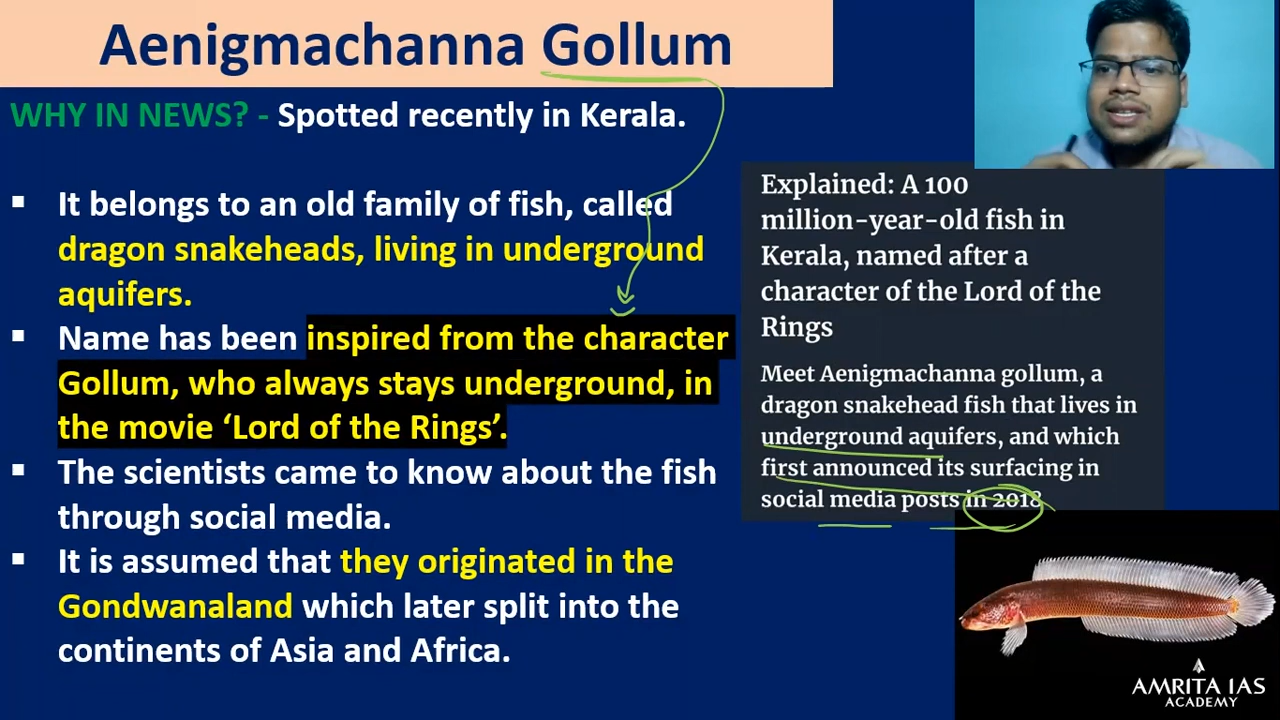 Aenigmachanna Gollum
WHY IN NEWS? - Spotted recently in Kerala.
▪ It belongs to an old family of fish, called
dragon snakeheads, living in underground
aquifers.
▪ Name has been inspired from the character
Gollum, who always stays underground, in
the movie ‘Lord of the Rings’.
▪ The scientists came to know about the fish
through social media.
▪ It is assumed that they originated in the
Gondwanaland which later split into the
continents of Asia and Africa.
Explained: A 100
million-year-old fish in
Kerala, named after a
character of the Lord of the
Rings
Meet Aenigmachanna gollum, a
dragon snakehead fish that lives in
underground aquifers, and which
first announced its surfacing in
social media posts in 2018
AMRITA IAS
ACADEMY